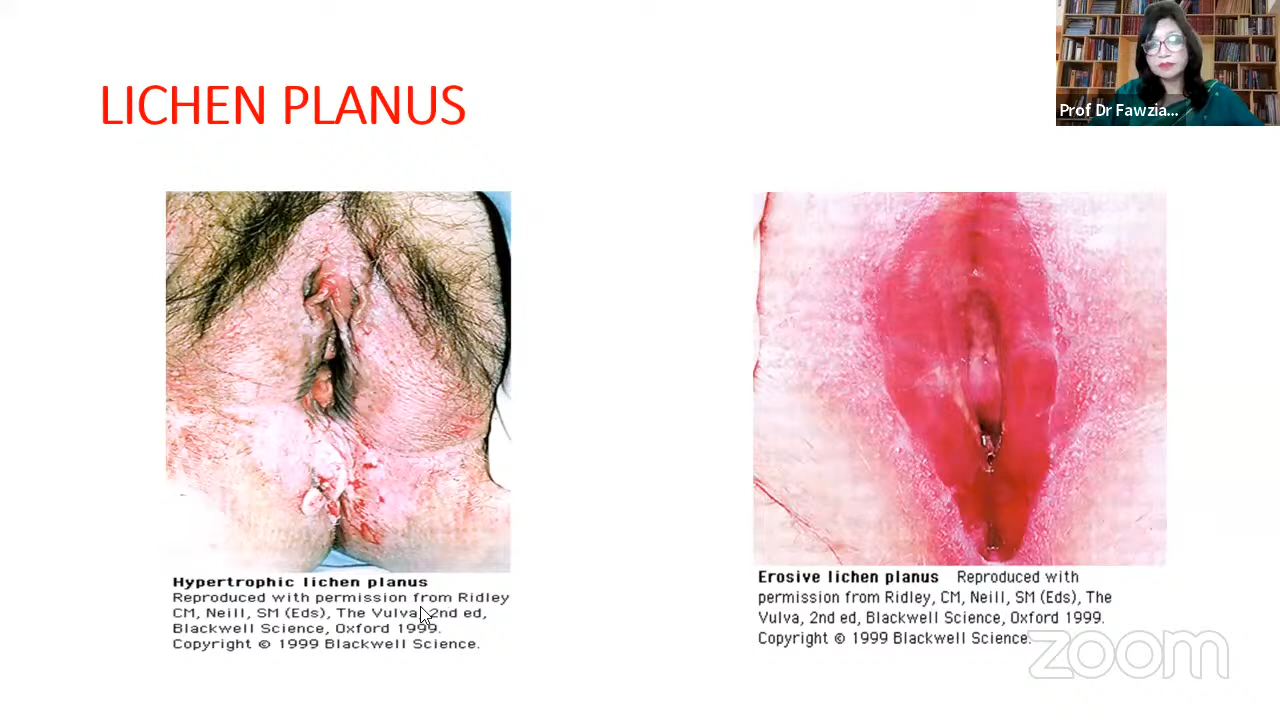 LICHEN PLANUS
Prof Dr Fawzia...
Hypertrophic lichen planus
Reproduced with permission from Ridley
CM, Neill, SM (Eds), The Vulva, 2nd ed,
Blackwell Science, Oxford 1999.
Copyright © 1999 Blackwell Science.
Erosive lichen planus Reproduced with
permission from Ridley, CM, Neill, SM (Eds), The
Vulva, 2nd ed, Blackwell Science, Oxford 1999.
Copyright © 1999 Blackwell Science.
zoom